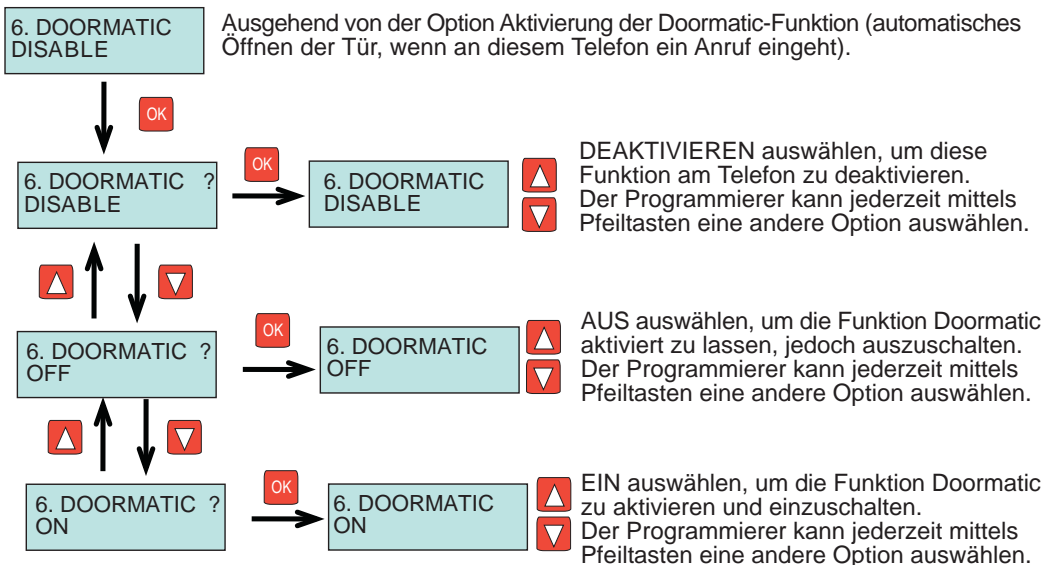 6. DOORMATIC
DISABLE
Ausgehend von der Option Aktivierung der Doormatic-Funktion (automatisches
Öffnen der Tür, wenn an diesem Telefon ein Anruf eingeht).
OK
6. DOORMATIC ?
DISABLE
OK
6. DOORMATIC
DISABLE
DEAKTIVIEREN auswählen, um diese
Funktion am Telefon zu deaktivieren.
Der Programmierer kann jederzeit mittels
Pfeiltasten eine andere Option auswählen.
6. DOORMATIC ?
OFF
OK
6. DOORMATIC
OFF
AUS auswählen, um die Funktion Doormatic
aktiviert zu lassen, jedoch auszuschalten.
Der Programmierer kann jederzeit mittels
Pfeiltasten eine andere Option auswählen.
6. DOORMATIC ?
ON
OK
6. DOORMATIC
ON
EIN auswählen, um die Funktion Doormatic
zu aktivieren und einzuschalten.
Der Programmierer kann jederzeit mittels
Pfeiltasten eine andere Option auswählen.